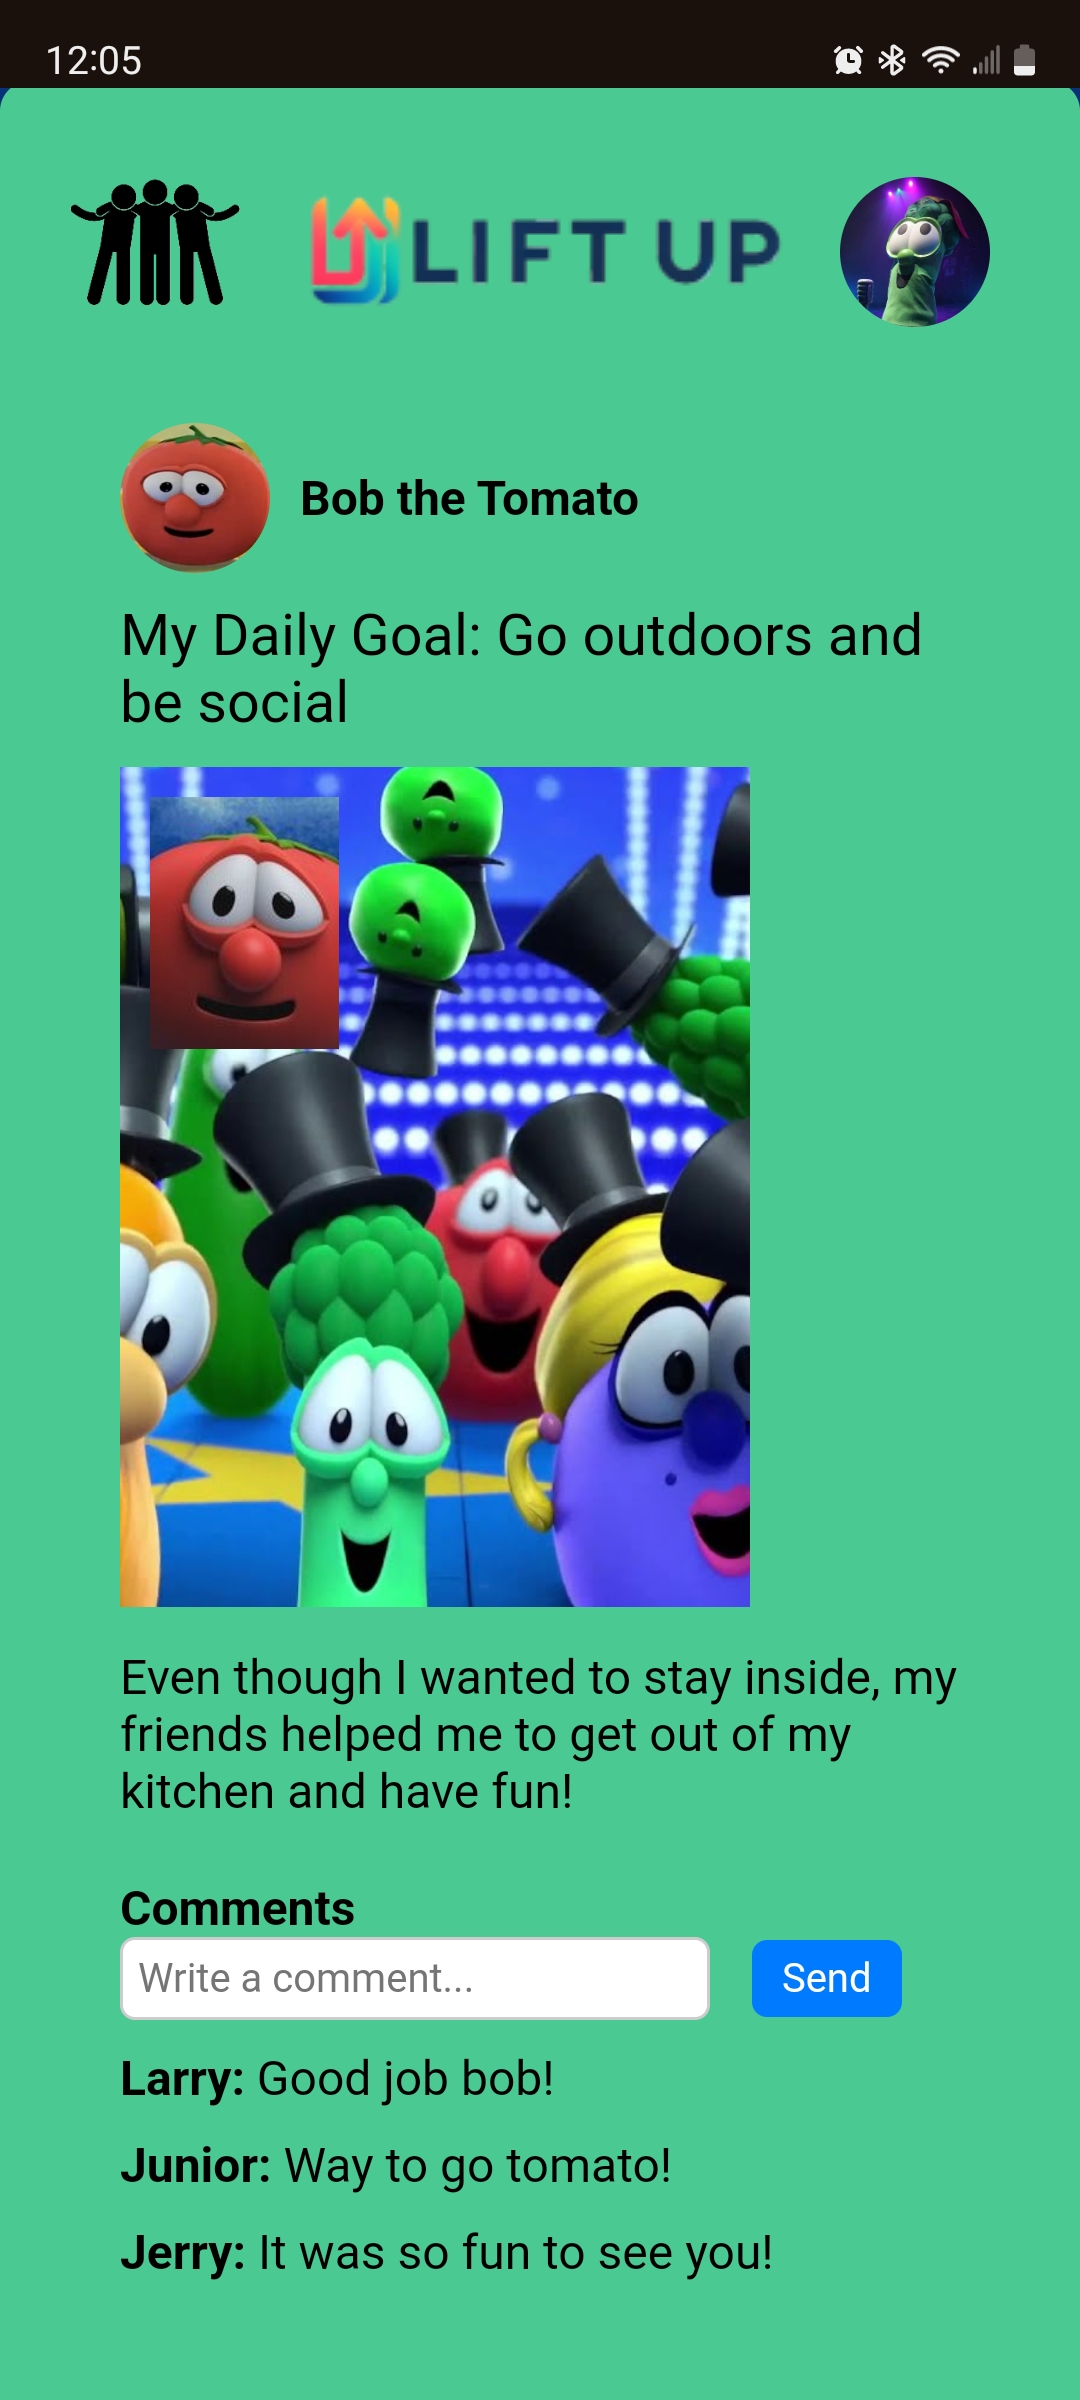 12:05
LIFT UP
Bob the Tomato
My Daily Goal: Go outdoors and
be social
Even though I wanted to stay inside, my
friends helped me to get out of my
kitchen and have fun!
Comments
Write a comment...
Send
Larry: Good job bob!
Junior: Way to go tomato!
Jerry: It was so fun to see you!